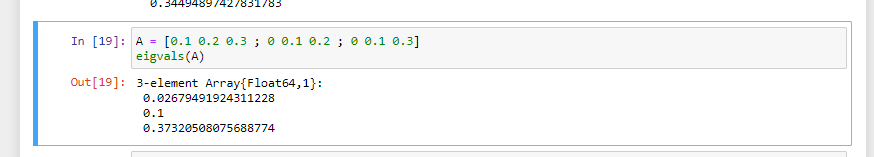 0.34494897427831783
In [19]: A = [0.1 0.2 0.3 ; 0 0.1 0.2 ; 0 0.1 0.3]
eigvals(A)
Out[19]: 3-element Array{Float64,1}:
0.02679491924311228
0.1
0.37320508075688774